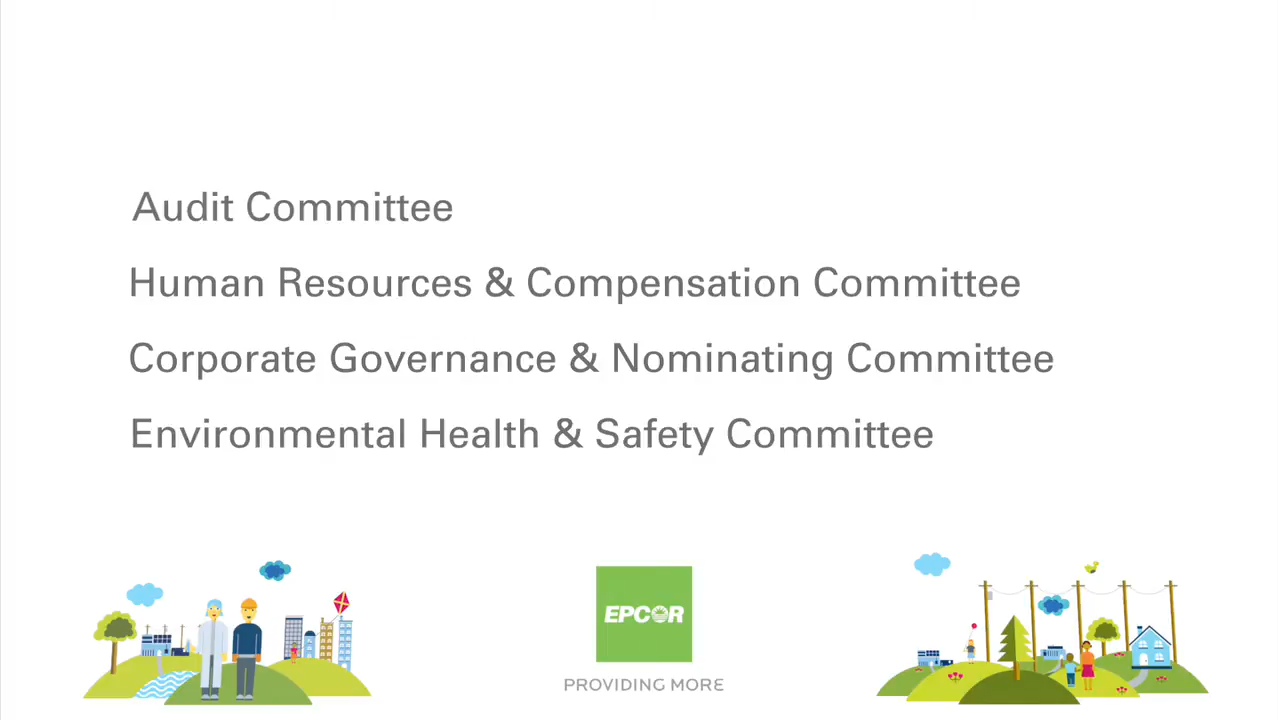 Audit Committee
Human Resources & Compensation Committee
Corporate Governance & Nominating Committee
Environmental Health & Safety Committee
EPCOR
PROVIDING MORE